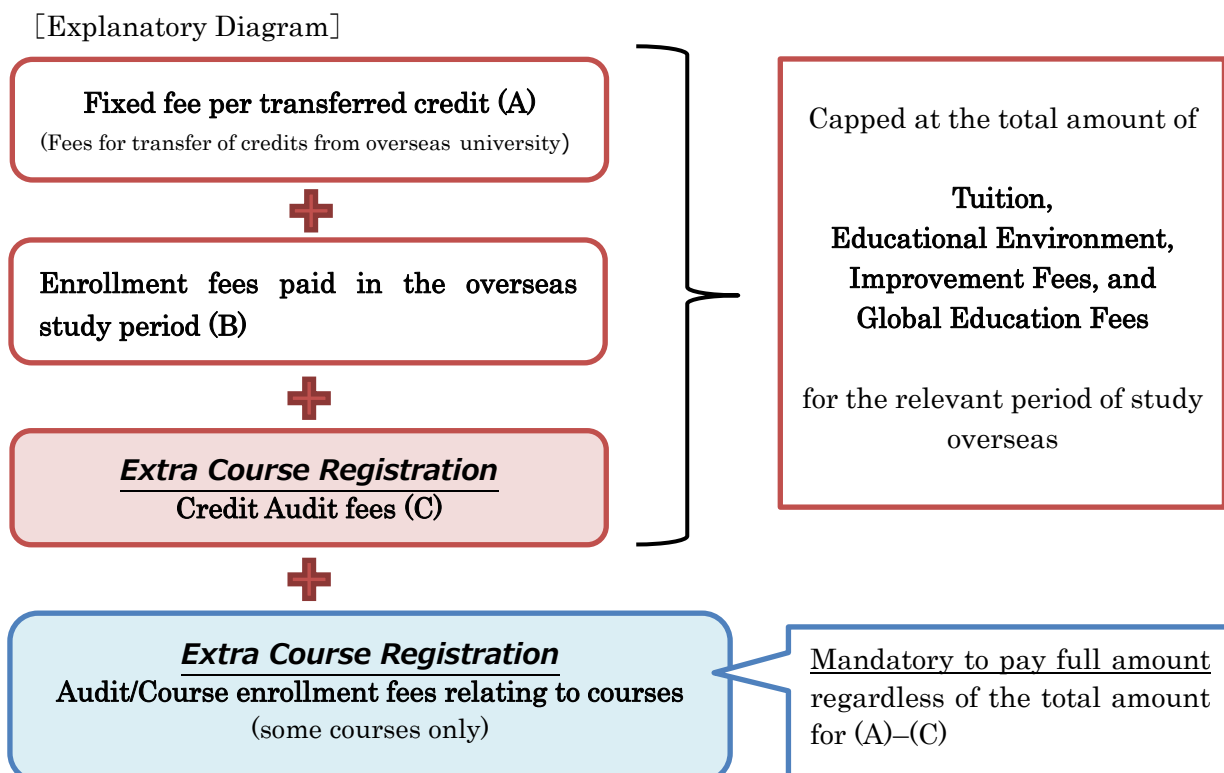 ［Explanatory Diagram］
Fixed fee per transferred credit (A)
(Fees for transfer of credits from overseas university)
Enrollment fees paid in the overseas
study period (B)
Extra Course Registration
Credit Audit fees (C)
Capped at the total amount of
Tuition,
Educational Environment,
Improvement Fees, and
Global Education Fees
for the relevant period of study
overseas
Extra Course Registration
Audit/Course enrollment fees relating to courses
(some courses only)
Mandatory to pay full amount
regardless of the total amount
for (A)–(C)